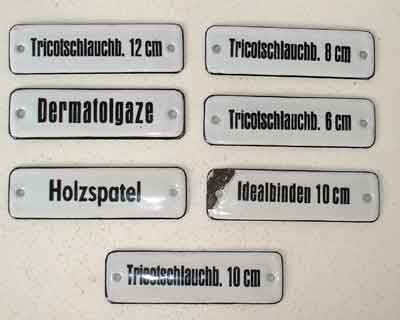 Tricotschlauchb. 12 cm
Tricotschlauchb. 8 cm
Dermatolgaze
Tricotschlauchb. 6 cm
Holzspatel
Idealbinden 10 cm
Tricotschlauchb. 10 cm